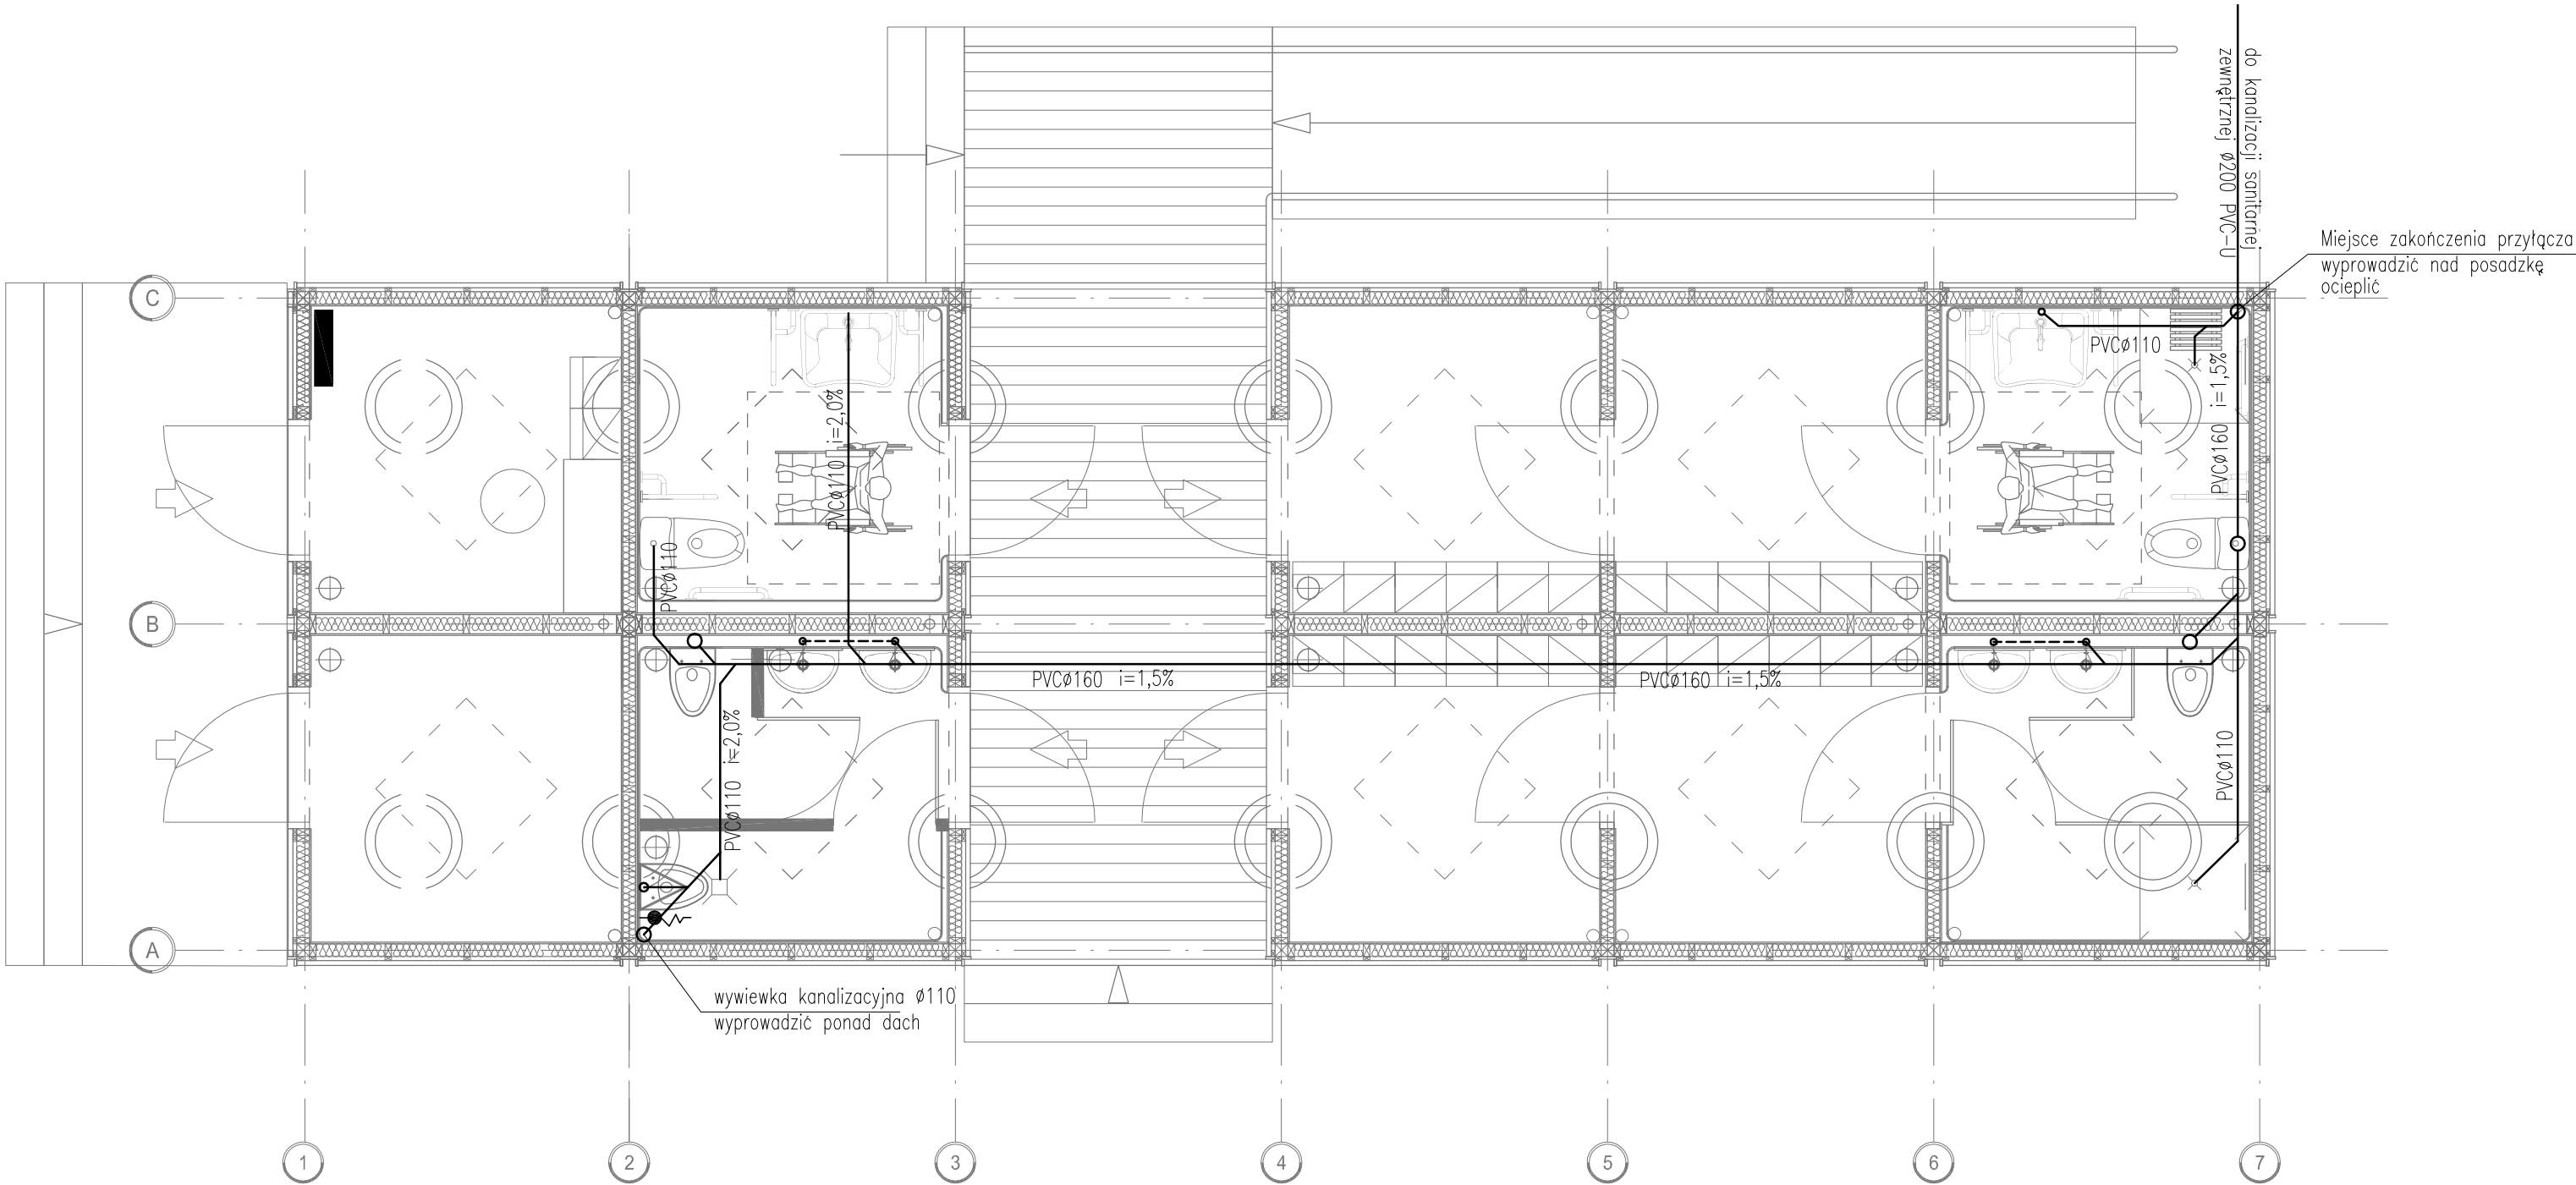 do kanalizacji sanitarnej
zewnętrznej ø200 PVC-U
Miejsce zakończenia przyłącza
wyprowadzić nad posadzkę
ocieplić
C
PVCø110
PVCø160 i=1,5%
PVCø110 i=2,0%
PVCø110
B
PVCø160 i=1,5%
PVCø160 i=1,5%
PVCø110 i=2,0%
PVCø110
A
wywiewka kanalizacyjna ø110
wyprowadzić ponad dach
1
2
3
4
5
6
7